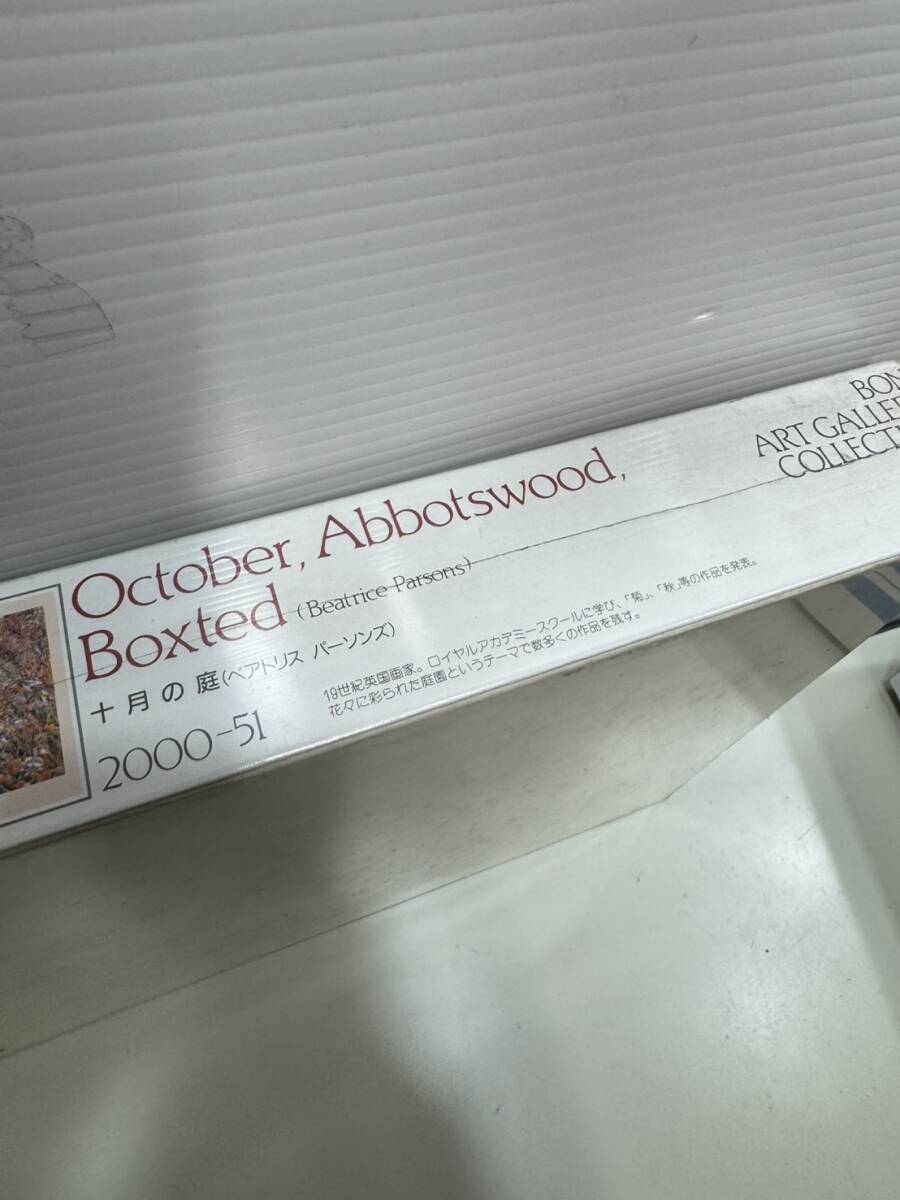 October, Abbotswood,
Boxted (Beatrice Parsons)
十月の庭(ベアトリス パーソンズ)
2000-51
19世紀英国画家。ロイヤルアカデミースクールに学び、「菊」、「秋」等の作品を発表。
花々に彩られた庭園というテーマで数多くの作品を残す。
ART